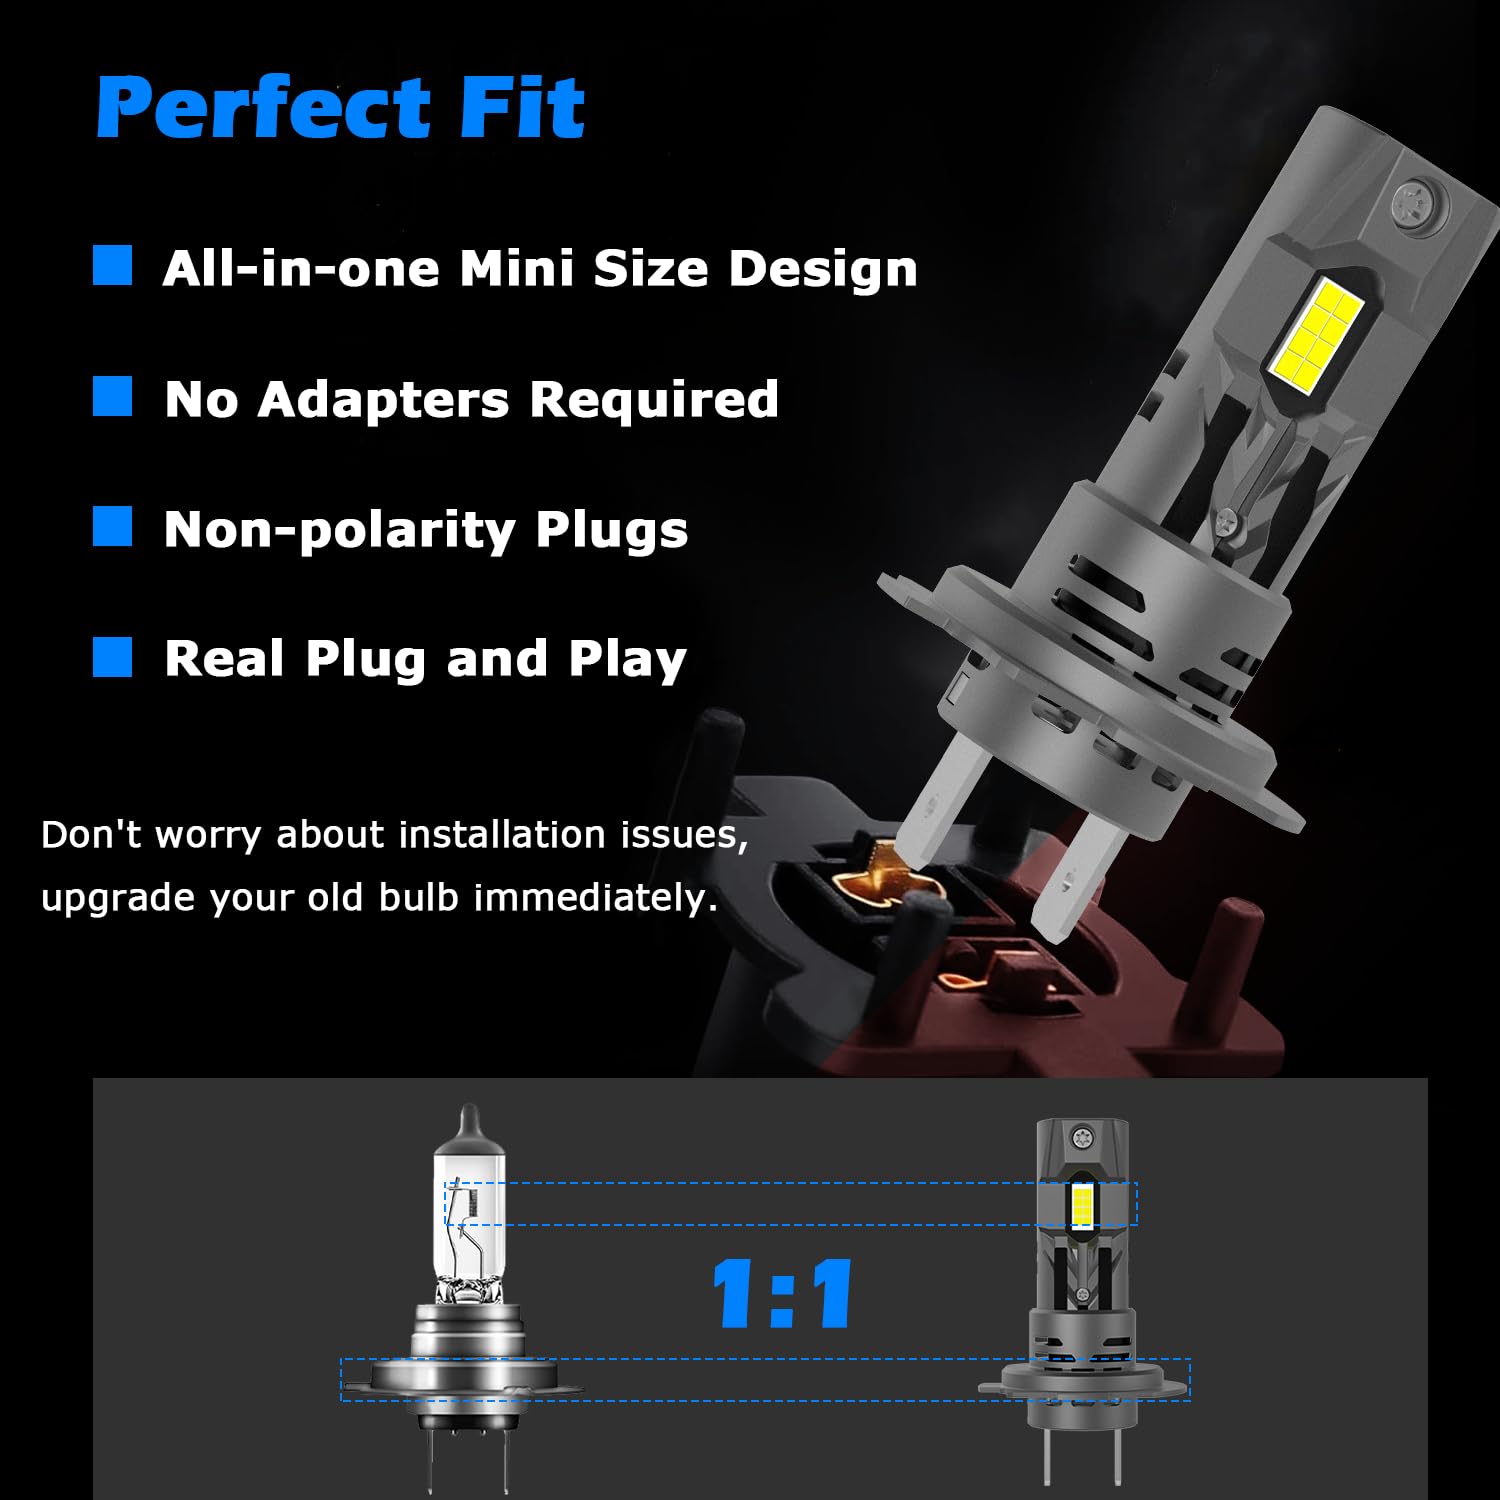 Perfect Fit
All-in-one Mini Size Design
No Adapters Required
Non-polarity Plugs
Real Plug and Play
Don't worry about installation issues,
upgrade your old bulb immediately.
1:1